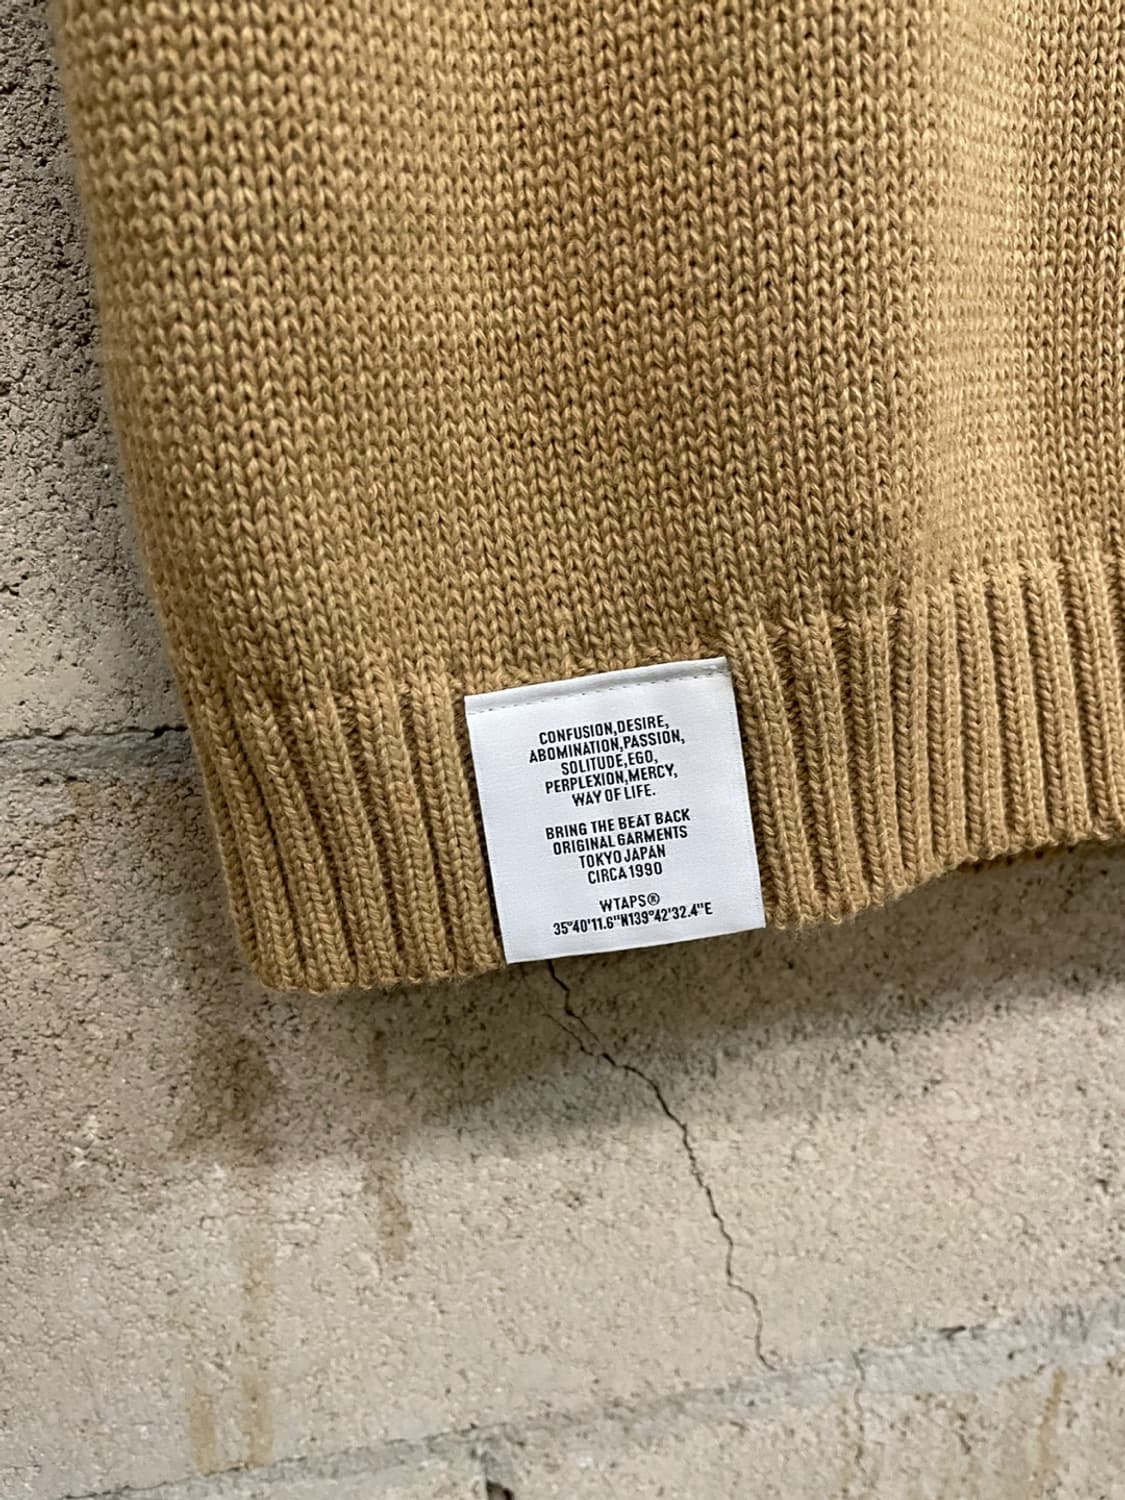 CONFUSION,DESIRE,
ABOMINATION,PASSION,
SOLITUDE,EGO,
PERPLEXION,MERCY,
WAY OF LIFE.
BRING THE BEAT BACK
ORIGINAL GARMENTS
TOKYO JAPAN
CIRCA 1990
WTAPS®
35°40'11.6"N139°42'32.4"E